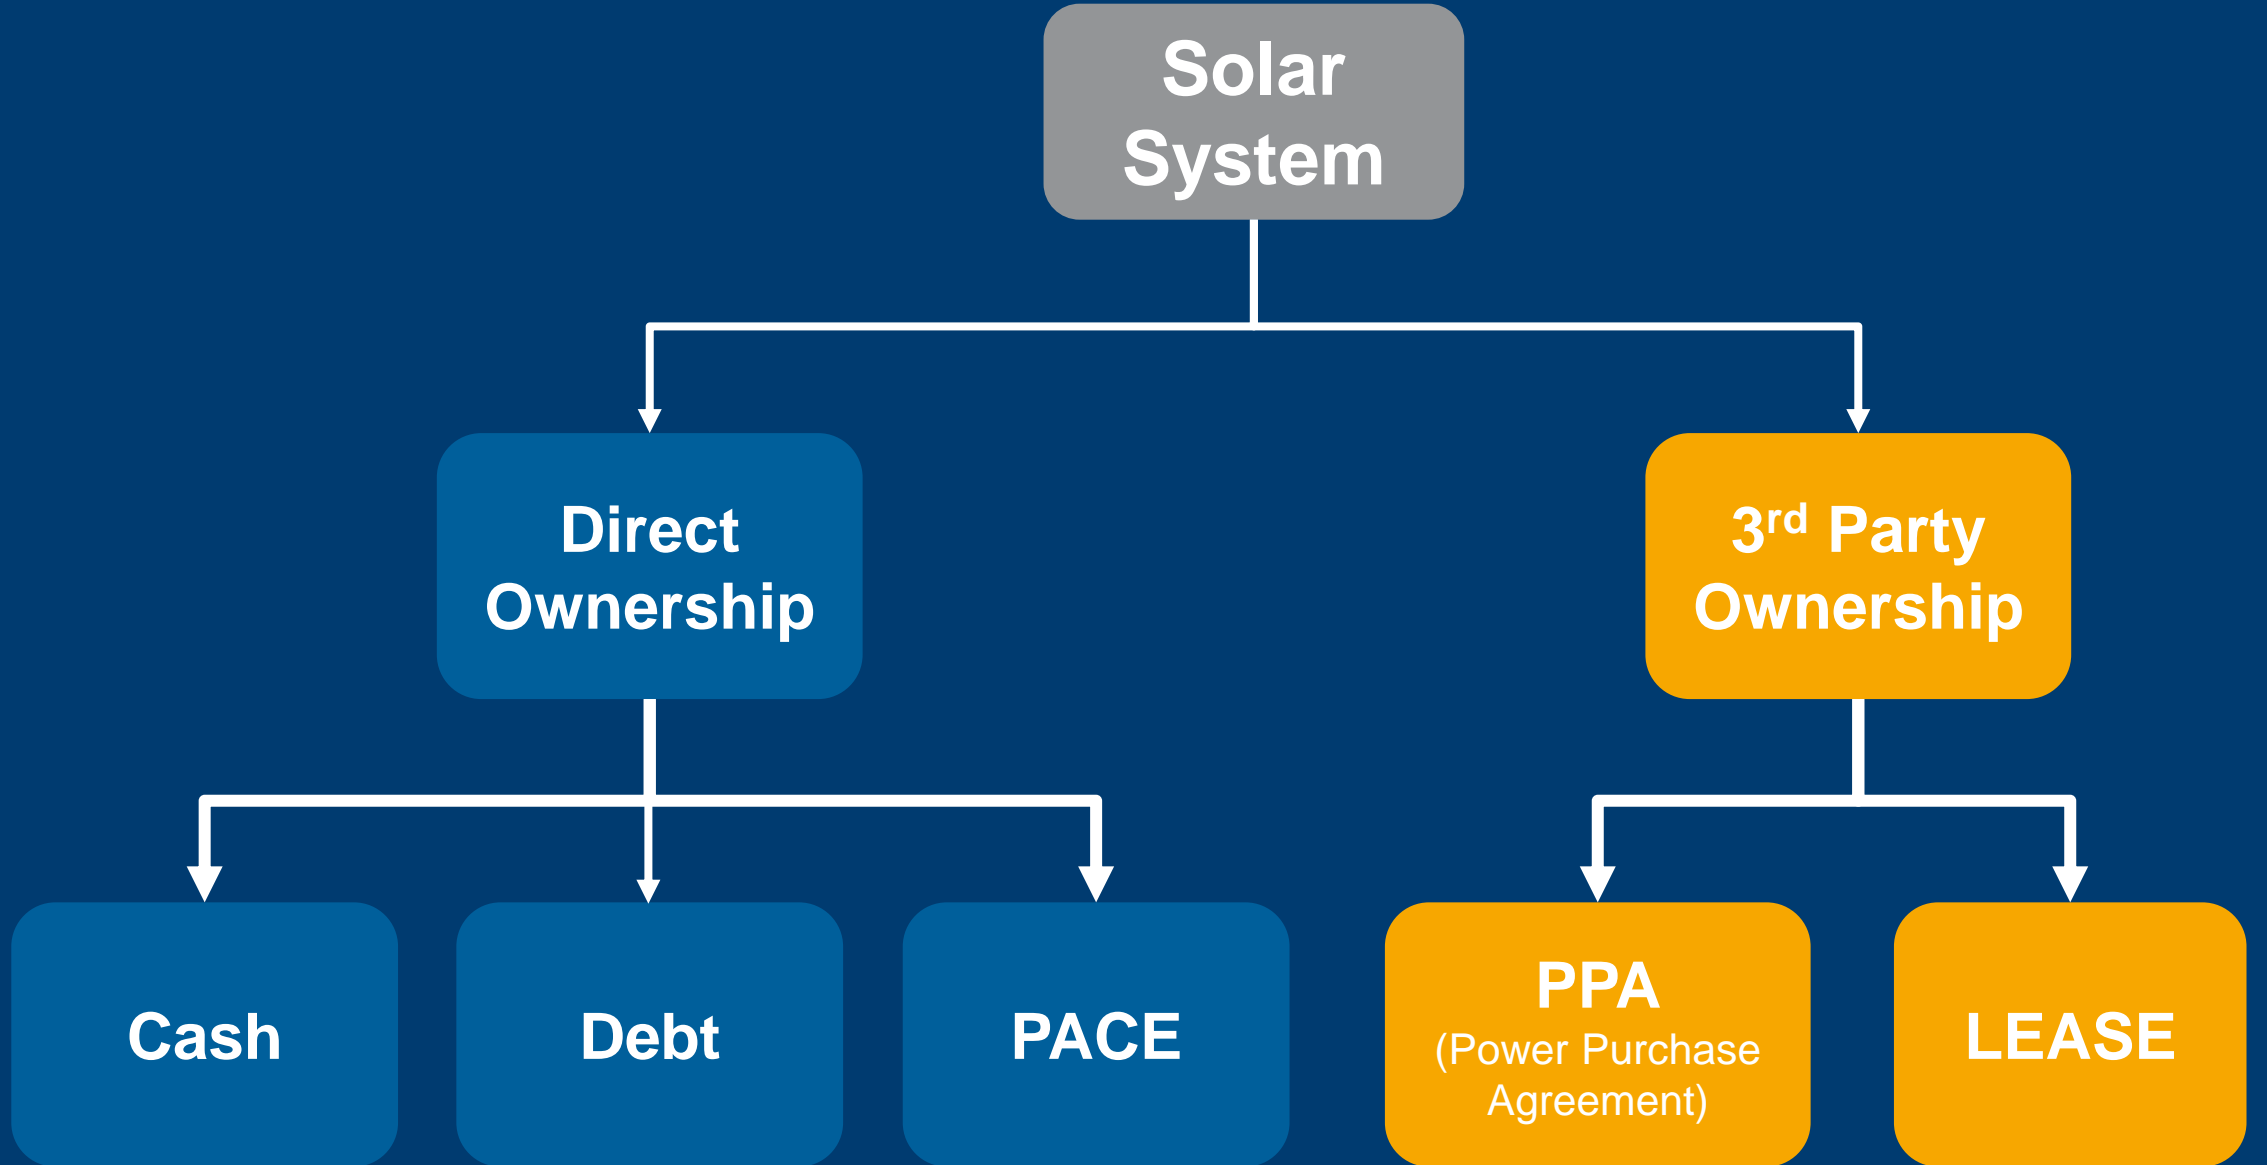 Solar
System
Direct
Ownership
3rd Party
Ownership
Cash
Debt
PACE
PPA
(Power Purchase
Agreement)
LEASE